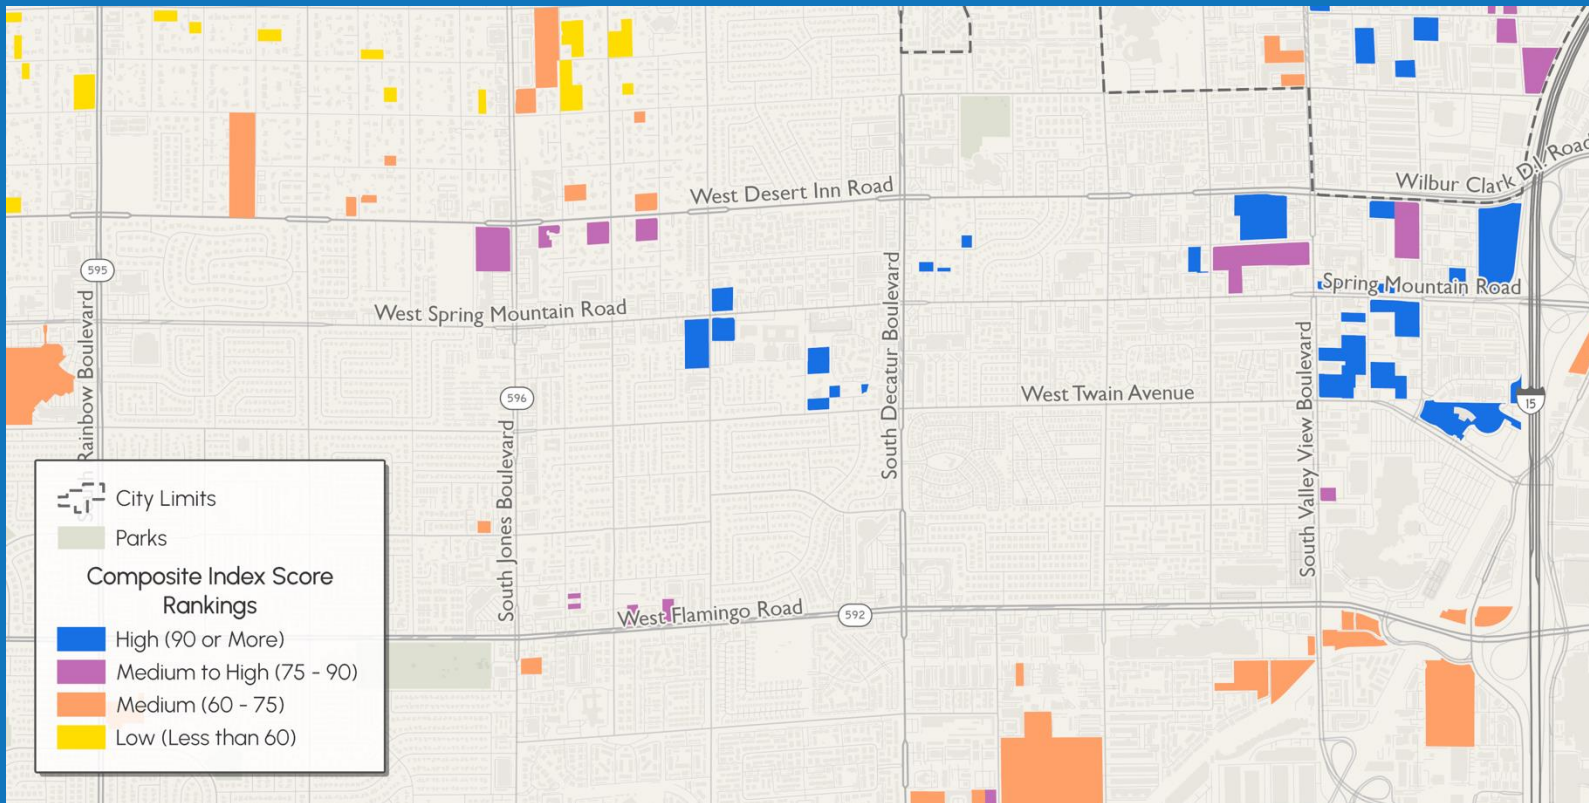 West Desert Inn Road
Wilbur Clark D.I. Road
595
West Spring Mountain Road
Spring Mountain Road
South Rainbow Boulevard
596
South Jones Boulevard
South Decatur Boulevard
West Twain Avenue
South Valley View Boulevard
15
West Flamingo Road
592
City Limits
Parks
Composite Index Score
Rankings
High (90 or More)
Medium to High (75 - 90)
Medium (60 - 75)
Low (Less than 60)